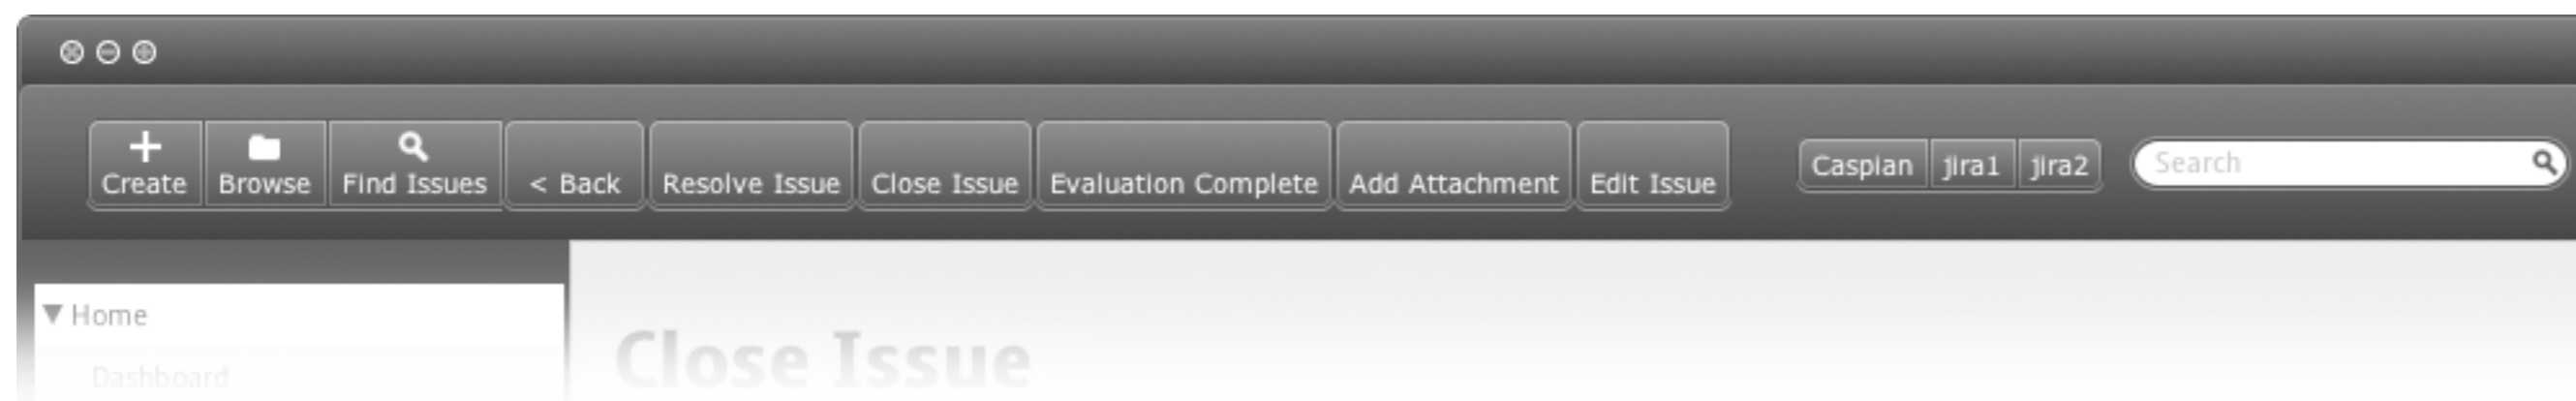 Create Browse Find Issues < Back Resolve Issue Close Issue Evaluation Complete Add Attachment Edit Issue Caspian jira1 jira2 Search
Home
Close Issue
Dashboard